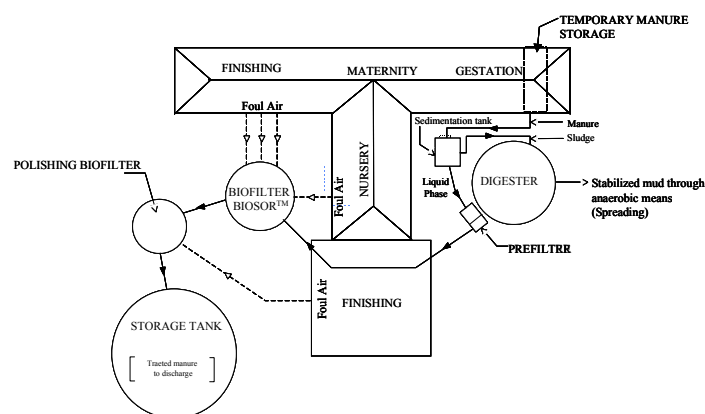 TEMPORARY MANURE
STORAGE
FINISHING
MATERNITY
GESTATION
Foul Air
Sedimentation tank
Manure
Sludge
POLISHING BIOFILTER
BIOFILTER
BIOSOR™
Foul Air
NURSERY
Liquid
Phase
DIGESTER
Stabilized mud through
anaerobic means
(Spreading)
PREFILTRR
Foul Air
FINISHING
STORAGE TANK
Traeted manure
to discharge